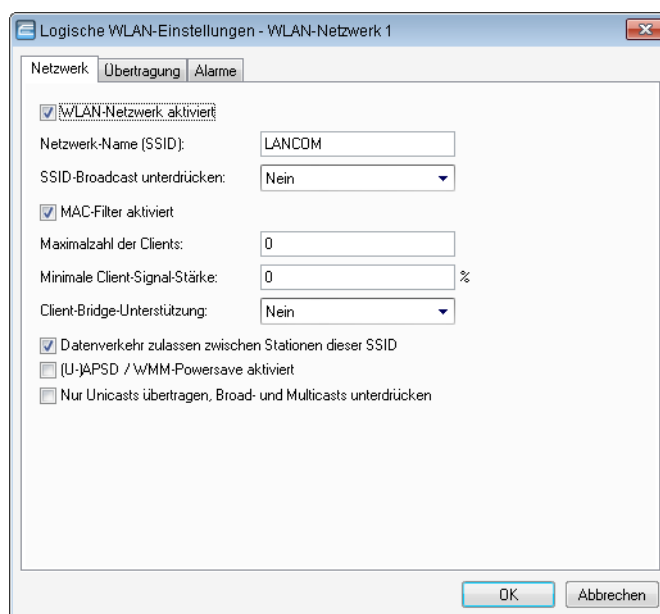 Logische WLAN-Einstellungen - WLAN-Netzwerk 1
Netzwerk Übertragung Alarme
WLAN-Netzwerk aktiviert
Netzwerk-Name (SSID): LANCOM
SSID-Broadcast unterdrücken: Nein
MAC-Filter aktiviert
Maximalzahl der Clients: 0
Minimale Client-Signal-Stärke: 0 %
Client-Bridge-Unterstützung: Nein
Datenverkehr zulassen zwischen Stationen dieser SSID
(U-)APSD / WMM-Powersave aktiviert
Nur Unicasts übertragen, Broad- und Multicasts unterdrücken
OK Abbrechen